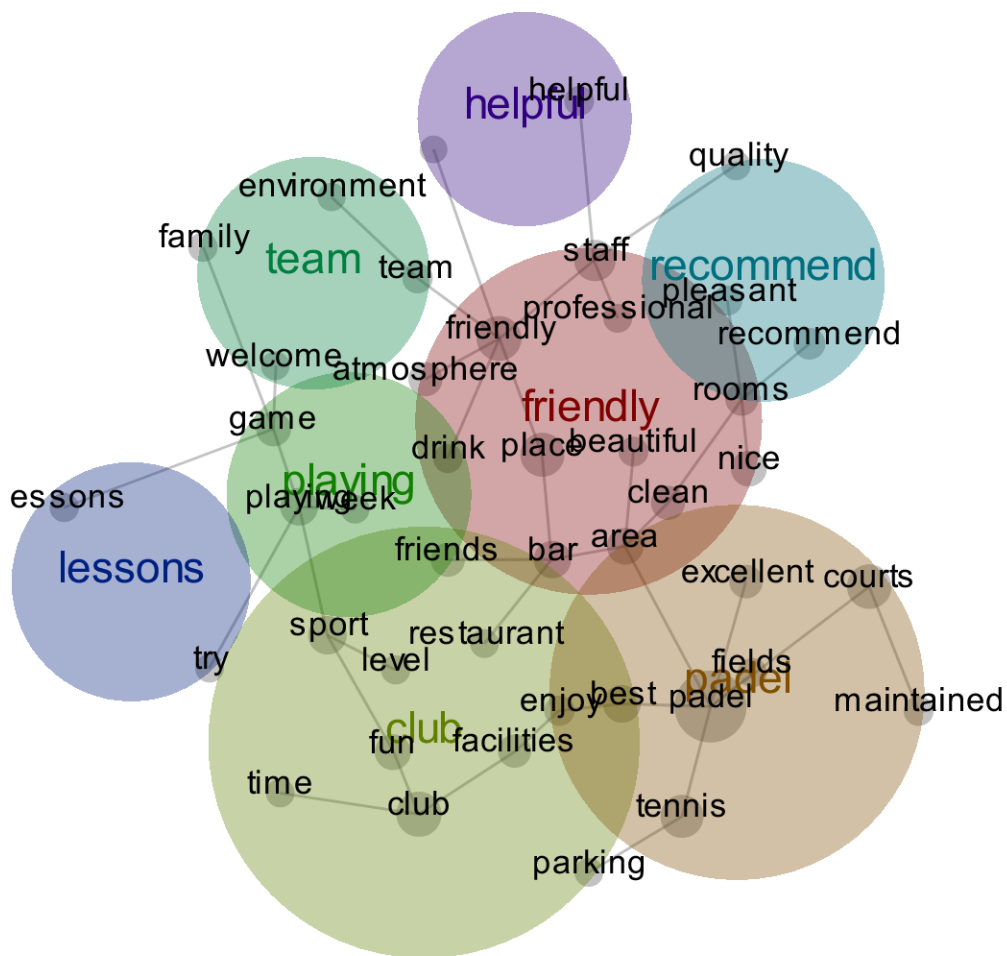 helpful
helpful
quality
environment
family
staff
team
recommend
team
pleasant
professional
friendly
recommend
welcome
atmosphere
rooms
friendly
game
drink
place
beautiful
nice
playing
essons
playing
week
clean
area
friends
bar
lessons
excellent
courts
sport
restaurant
try
level
fields
padel
enjoy
best
padel
maintained
club
fun
facilities
time
club
tennis
parking